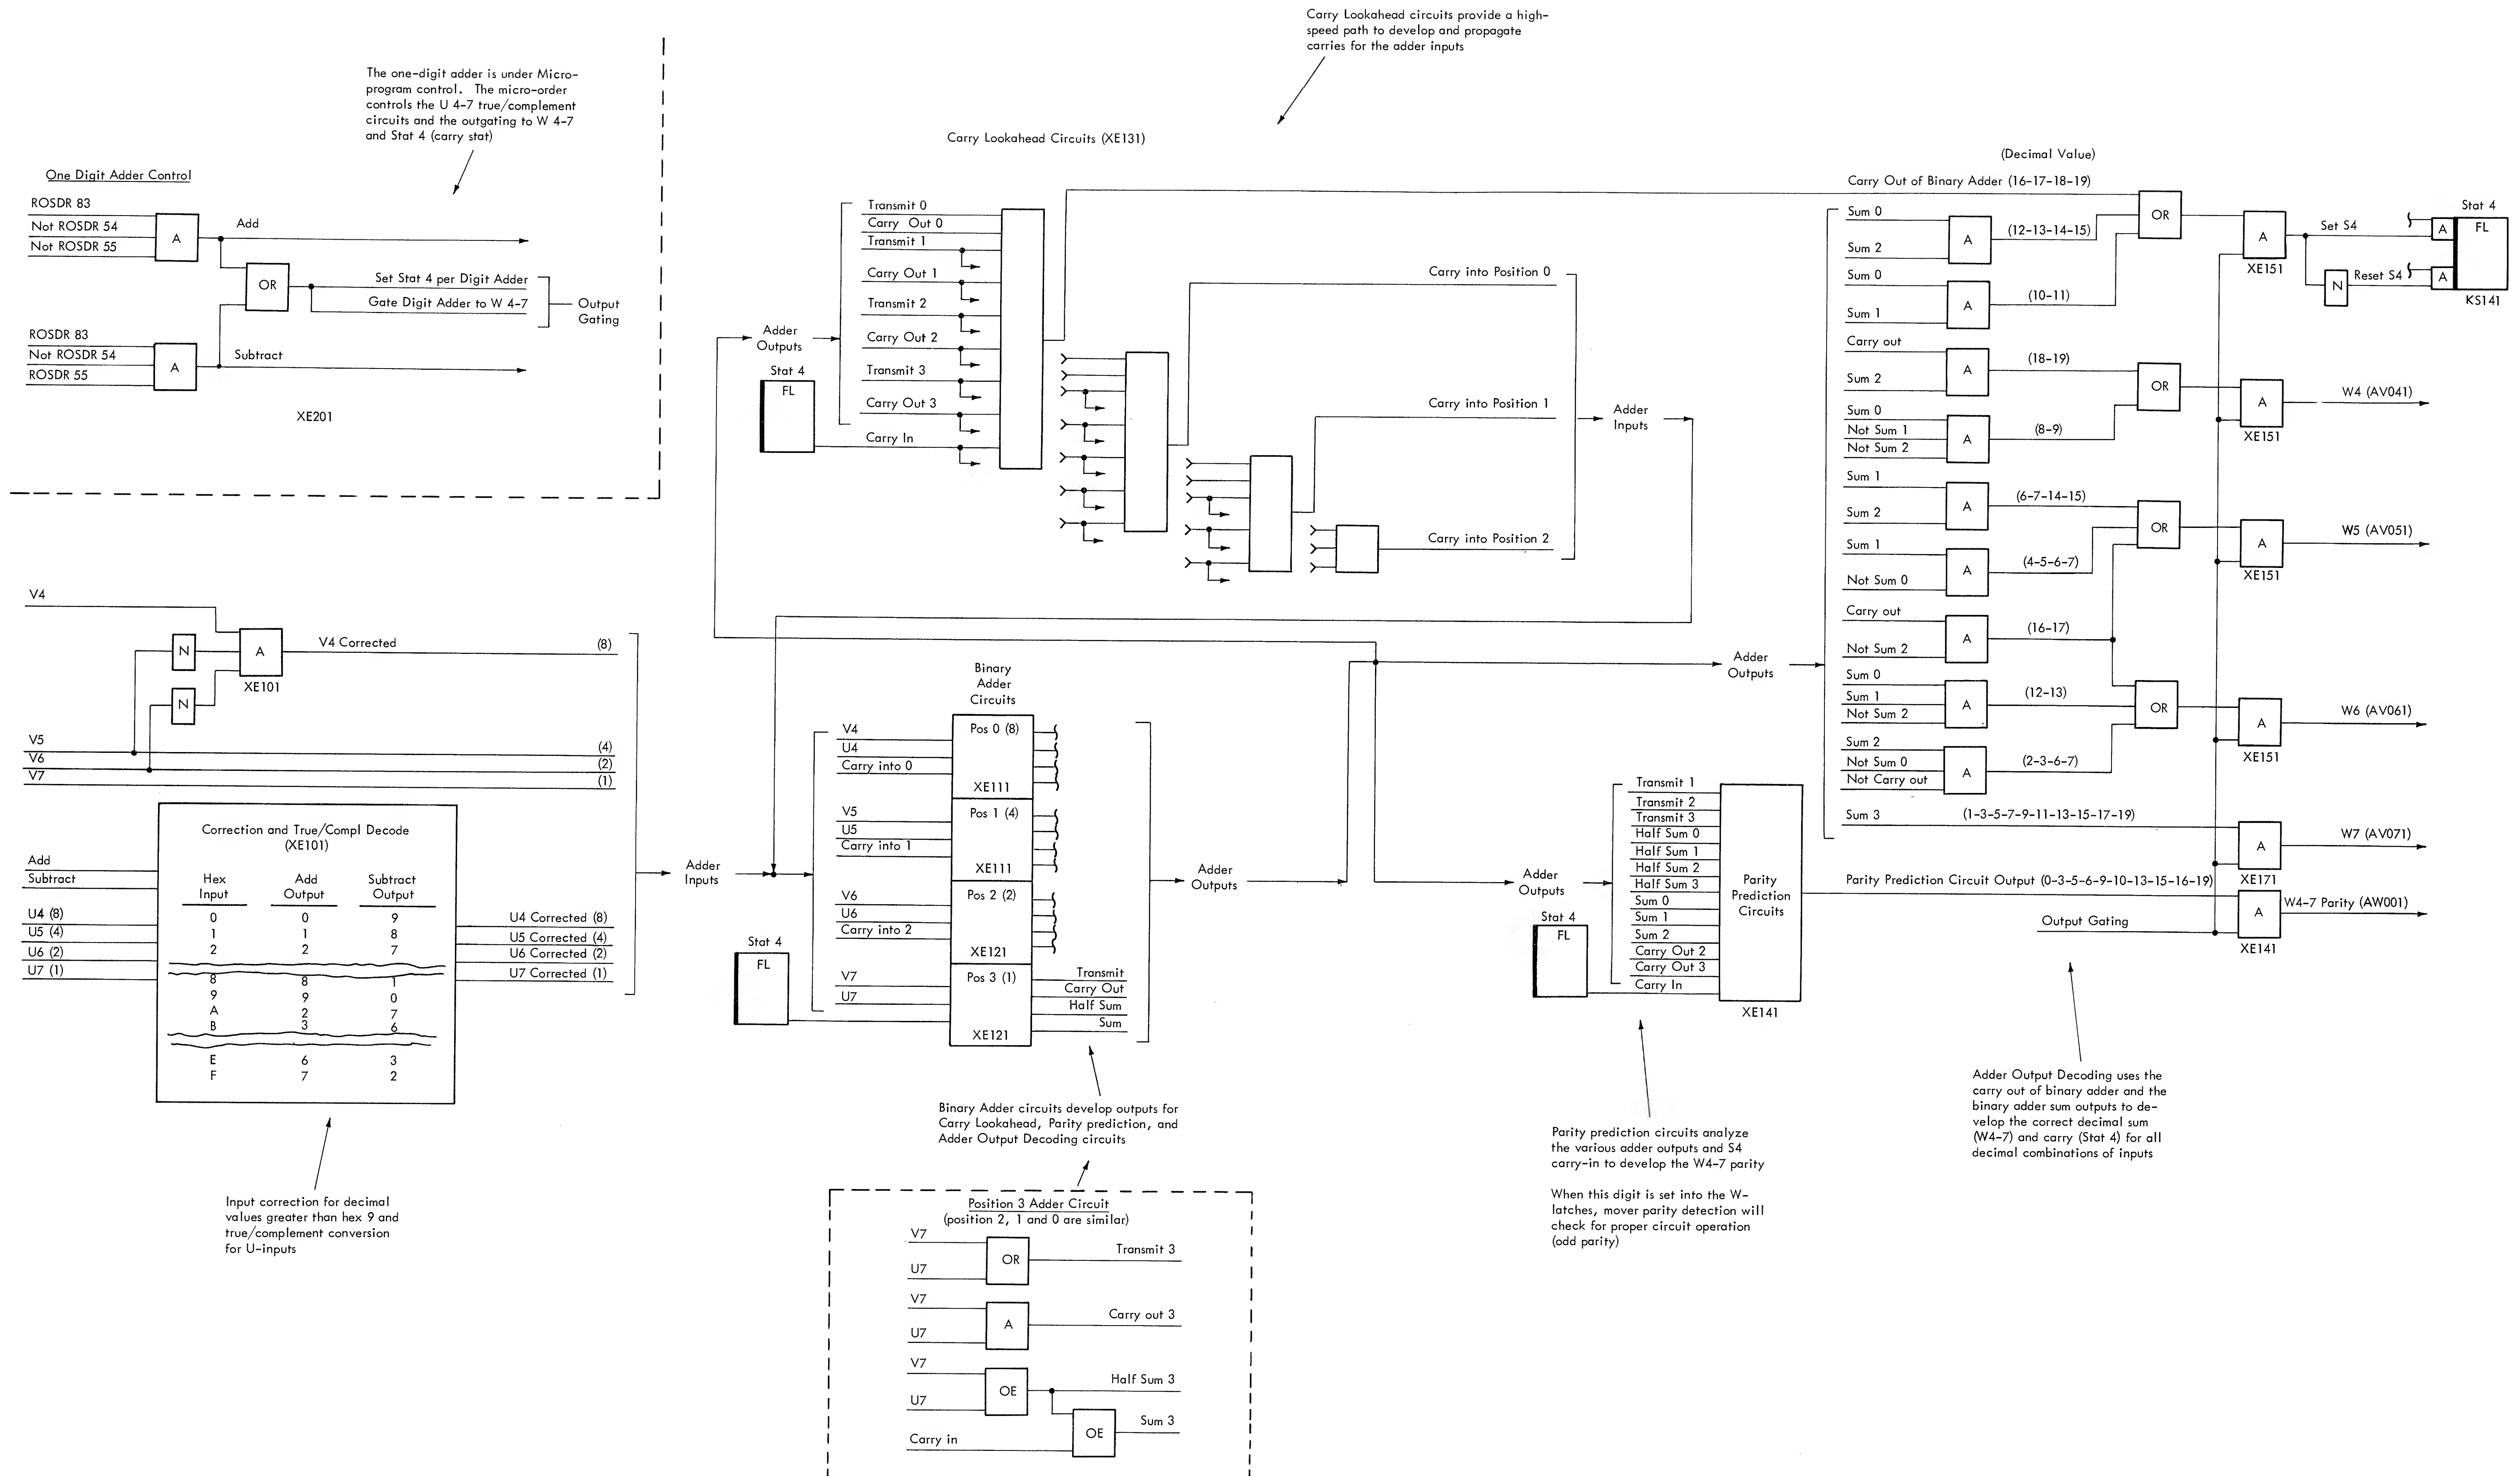 Carry Lookahead circuits provide a high-
speed path to develop and propagate
carries for the adder inputs
The one-digit adder is under Micro-
program control. The micro-order
controls the U 4-7 true/complement
circuits and the outgating to W 4-7
and Stat 4 (carry stat)
One Digit Adder Control
ROSDR 83
Not ROSDR 54
Not ROSDR 55
A
Add
OR
Set Stat 4 per Digit Adder
Gate Digit Adder to W 4-7
Output
Gating
ROSDR 83
Not ROSDR 54
ROSDR 55
A
Subtract
XE201
Carry Lookahead Circuits (XE131)
Adder
Outputs
Stat 4
FL
Transmit 0
Carry Out 0
Transmit 1
Carry Out 1
Transmit 2
Carry Out 2
Transmit 3
Carry Out 3
Carry In
Carry into Position 0
Carry into Position 1
Carry into Position 2
Adder
Inputs
(Decimal Value)
Carry Out of Binary Adder (16-17-18-19)
Sum 0
Sum 2
A
(12-13-14-15)
Sum 0
Sum 1
A
(10-11)
OR
A
XE151
Set S4
N
Reset S4
Stat 4
A
FL
A
KS141
Carry out
Sum 2
A
(18-19)
Sum 0
Not Sum 1
Not Sum 2
A
(8-9)
OR
A
XE151
W4 (AV041)
Sum 1
Sum 2
A
(6-7-14-15)
Sum 1
Not Sum 0
A
(4-5-6-7)
OR
A
XE151
W5 (AV051)
Carry out
Not Sum 2
A
(16-17)
Sum 0
Sum 1
Not Sum 2
A
(12-13)
Sum 2
Not Sum 0
Not Carry out
A
(2-3-6-7)
OR
A
XE151
W6 (AV061)
Sum 3
(1-3-5-7-9-11-13-15-17-19)
A
XE171
W7 (AV071)
Parity Prediction Circuit Output (0-3-5-6-9-10-13-15-16-19)
Output Gating
A
XE141
W4-7 Parity (AW001)
V4
N
N
A
XE101
V4 Corrected
(8)
V5
(4)
V6
(2)
V7
(1)
Correction and True/Compl Decode
(XE101)
Hex
Input
Add
Output
Subtract
Output
0 0 9
1 1 8
2 2 7
8 8 1
9 9 0
A 2 7
B 3 6
E 6 3
F 7 2
Add
Subtract
U4 (8)
U5 (4)
U6 (2)
U7 (1)
U4 Corrected (8)
U5 Corrected (4)
U6 Corrected (2)
U7 Corrected (1)
Input correction for decimal
values greater than hex 9 and
true/complement conversion
for U-inputs
Adder
Inputs
Binary
Adder
Circuits
V4
U4
Carry into 0
Pos 0 (8)
XE111
V5
U5
Carry into 1
Pos 1 (4)
XE111
V6
U6
Carry into 2
Pos 2 (2)
XE121
Stat 4
FL
V7
U7
Pos 3 (1)
XE121
Transmit
Carry Out
Half Sum
Sum
Adder
Outputs
Adder
Outputs
Binary Adder circuits develop outputs for
Carry Lookahead, Parity prediction, and
Adder Output Decoding circuits
Position 3 Adder Circuit
(position 2, 1 and 0 are similar)
V7
U7
OR
Transmit 3
V7
U7
A
Carry out 3
V7
U7
OE
Half Sum 3
Carry in
OE
Sum 3
Adder
Outputs
Stat 4
FL
Transmit 1
Transmit 2
Transmit 3
Half Sum 0
Half Sum 1
Half Sum 2
Half Sum 3
Sum 0
Sum 1
Sum 2
Carry Out 2
Carry Out 3
Carry In
Parity
Prediction
Circuits
XE141
Parity prediction circuits analyze
the various adder outputs and S4
carry-in to develop the W4-7 parity
When this digit is set into the W-
latches, mover parity detection will
check for proper circuit operation
(odd parity)
Adder Output Decoding uses the
carry out of binary adder and the
binary adder sum outputs to de-
velop the correct decimal sum
(W4-7) and carry (Stat 4) for all
decimal combinations of inputs